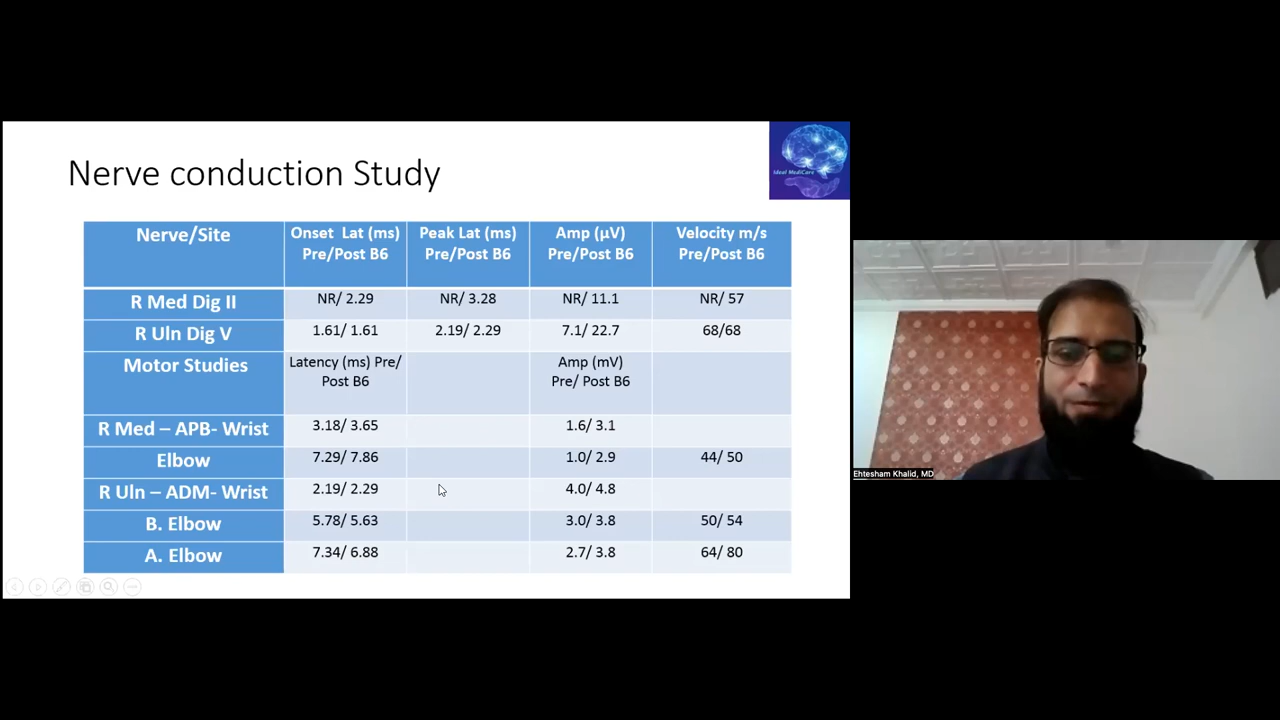 Nerve conduction Study
Ideal MediCare
Nerve/Site
Onset Lat (ms)
Pre/Post B6
Peak Lat (ms)
Pre/Post B6
Amp (µV)
Pre/Post B6
Velocity m/s
Pre/Post B6
R Med Dig II
NR/ 2.29
NR/ 3.28
NR/ 11.1
NR/ 57
R Uln Dig V
1.61/ 1.61
2.19/ 2.29
7.1/ 22.7
68/68
Motor Studies
Latency (ms) Pre/
Post B6
Amp (mV)
Pre/ Post B6
R Med – APB- Wrist
3.18/ 3.65
1.6/ 3.1
Elbow
7.29/ 7.86
1.0/ 2.9
44/ 50
R Uln – ADM- Wrist
2.19/ 2.29
4.0/ 4.8
B. Elbow
5.78/ 5.63
3.0/ 3.8
50/ 54
A. Elbow
7.34/ 6.88
2.7/ 3.8
64/ 80
Ehtesham Khalid, MD